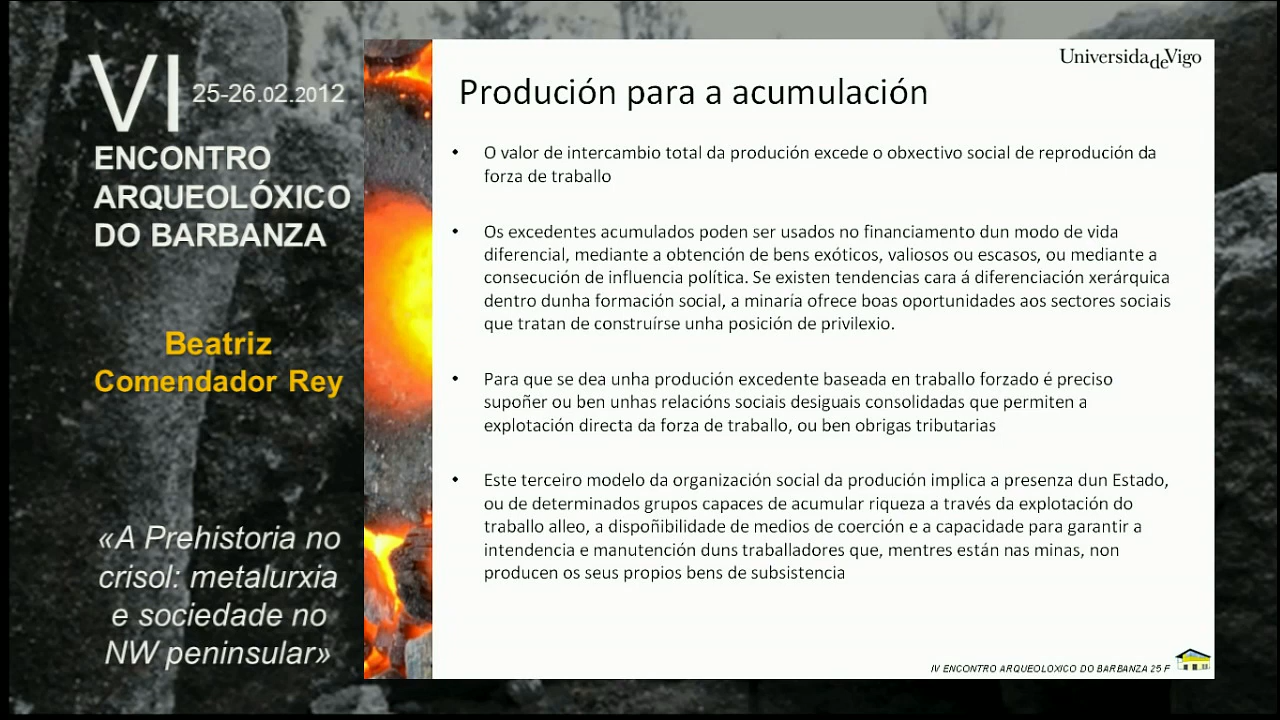 VI 25-26.02.2012
ENCONTRO
ARQUEOLÓXICO
DO BARBANZA
Beatriz
Comendador Rey
«A Prehistoria no
crisol: metalurxia
e sociedade no
NW peninsular»
Universidade Vigo
Produción para a acumulación
• O valor de intercambio total da produción excede o obxectivo social de reprodución da
forza de traballo
• Os excedentes acumulados poden ser usados no financiamento dun modo de vida
diferencial, mediante a obtención de bens exóticos, valiosos ou escasos, ou mediante a
consecución de influencia política. Se existen tendencias cara á diferenciación xerárquica
dentro dunha formación social, a minaría ofrece boas oportunidades aos sectores sociais
que tratan de construírse unha posición de privilexio.
• Para que se dea unha produción excedente baseada en traballo forzado é preciso
supoñer ou ben unhas relacións sociais desiguais consolidadas que permiten a
explotación directa da forza de traballo, ou ben obrigas tributarias
• Este terceiro modelo da organización social da produción implica a presenza dun Estado,
ou de determinados grupos capaces de acumular riqueza a través da explotación do
traballo alleo, a dispoñibilidade de medios de coerción e a capacidade para garantir a
intendencia e manutención duns traballadores que, mentres están nas minas, non
producen os seus propios bens de subsistencia
IV ENCONTRO ARQUEOLOXICO DO BARBANZA 25 F